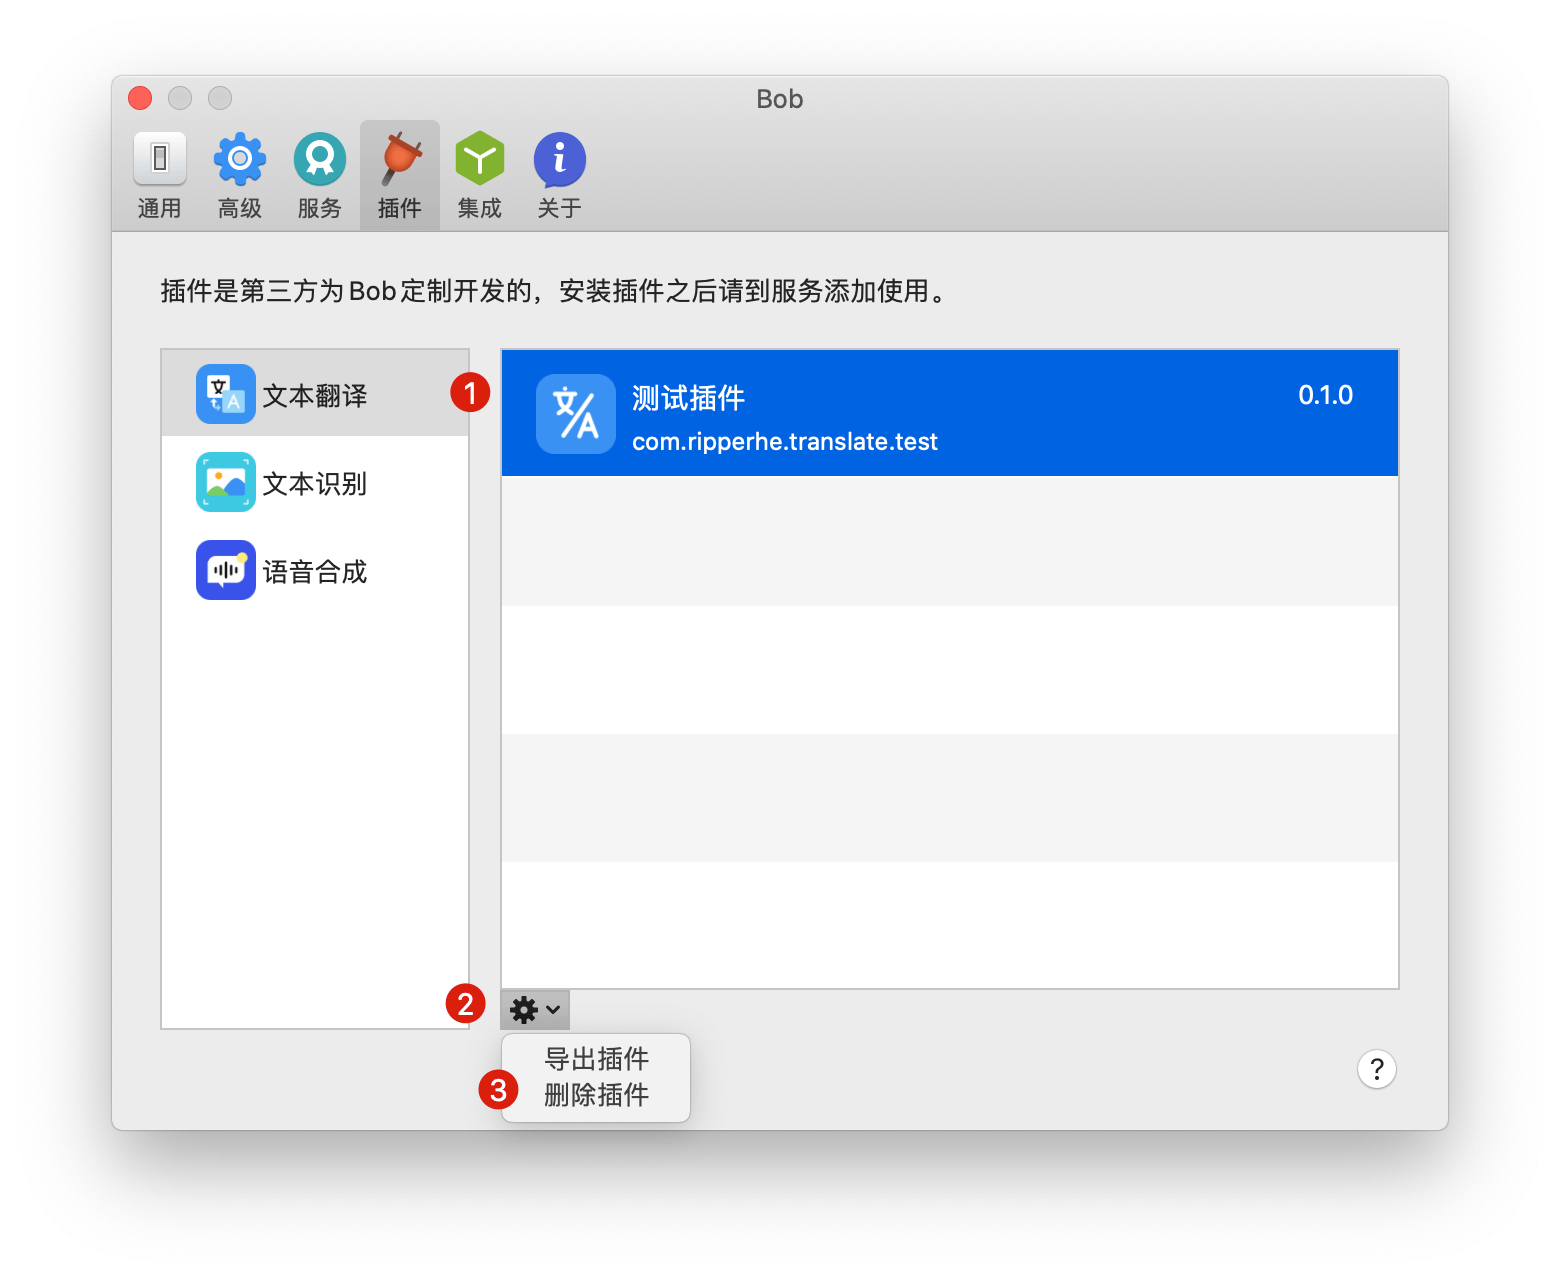 Bob
通用
高级
服务
插件
集成
关于
插件是第三方为Bob定制开发的，安装插件之后请到服务添加使用。
文本翻译
文本识别
语音合成
1
测试插件
0.1.0
com.ripperhe.translate.test
2
导出插件
3
删除插件
?